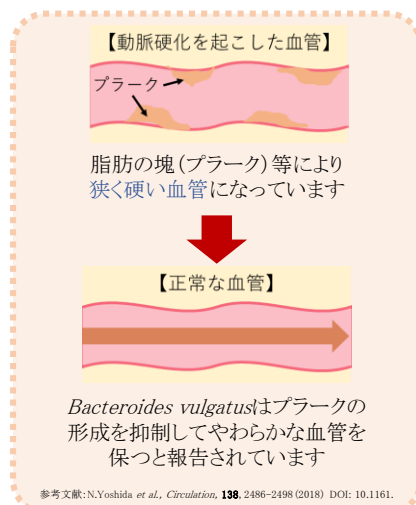 【動脈硬化を起こした血管】
プラーク
脂肪の塊(プラーク)等により
狭く硬い血管になっています
【正常な血管】
Bacteroides vulgatusはプラークの
形成を抑制してやわらかな血管を
保つと報告されています
参考文献:N.Yoshida et al., Circulation, 138, 2486-2498 (2018) DOI: 10.1161.